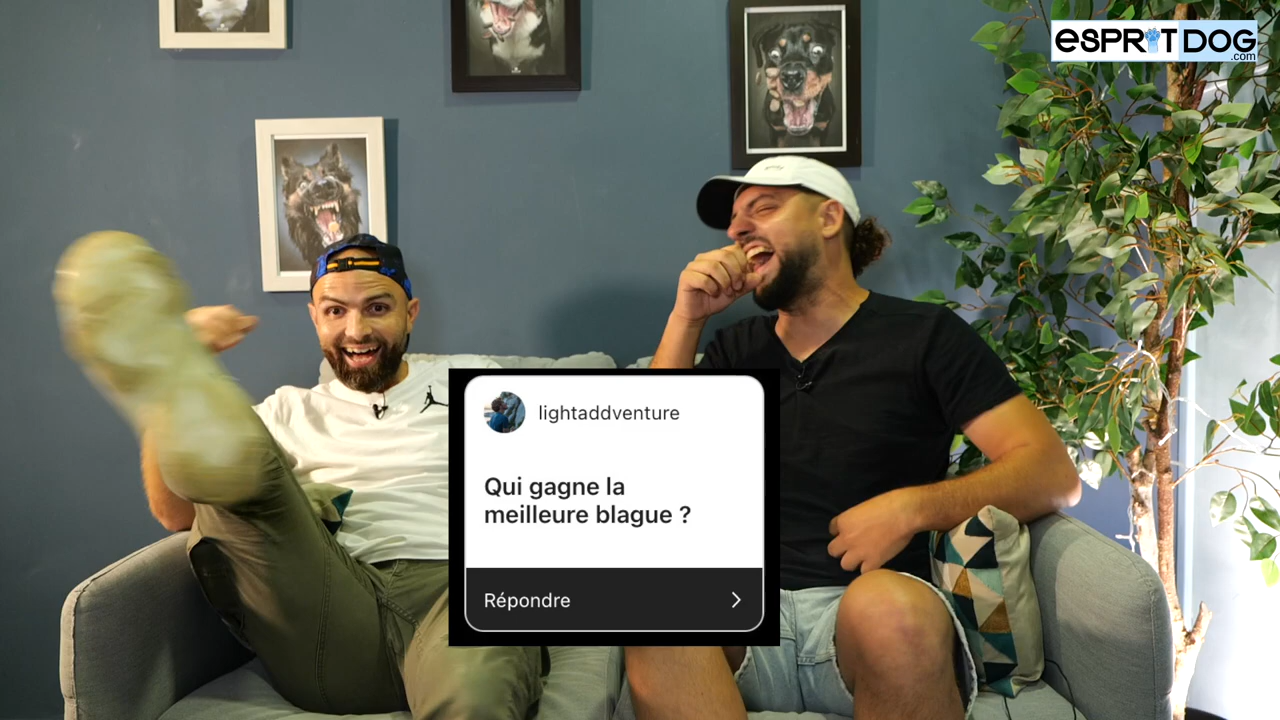 ESPRIT DOG
.com
lightaddventure
Qui gagne la
meilleure blague ?
Répondre